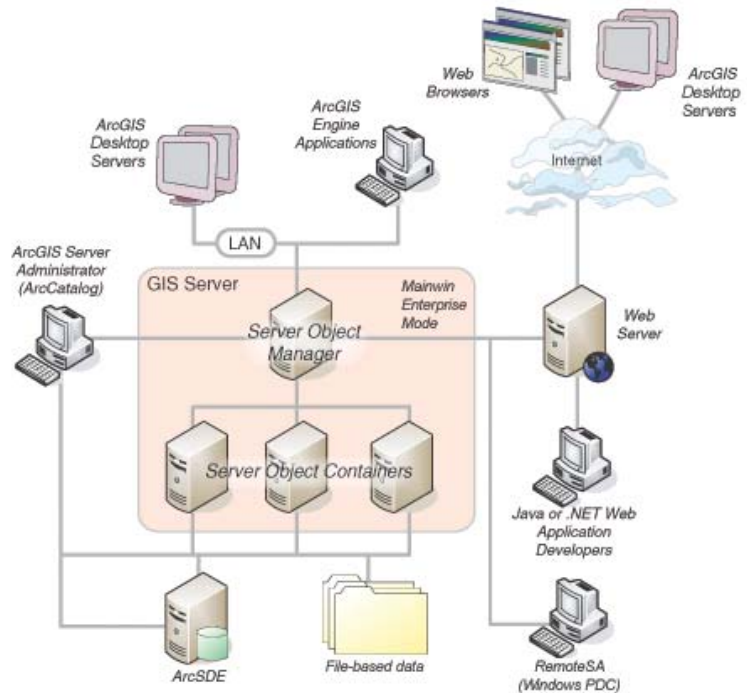 Web
Browsers
ArcGIS
Desktop
Servers
ArcGIS
Desktop
Servers
ArcGIS
Engine
Applications
Internet
LAN
ArcGIS Server
Administrator
(ArcCatalog)
GIS Server
Mainwin
Enterprise
Mode
Server Object
Manager
Web
Server
Server Object Containers
Java or .NET Web
Application
Developers
ArcSDE
File-based data
RemoteSA
(Windows PDC)